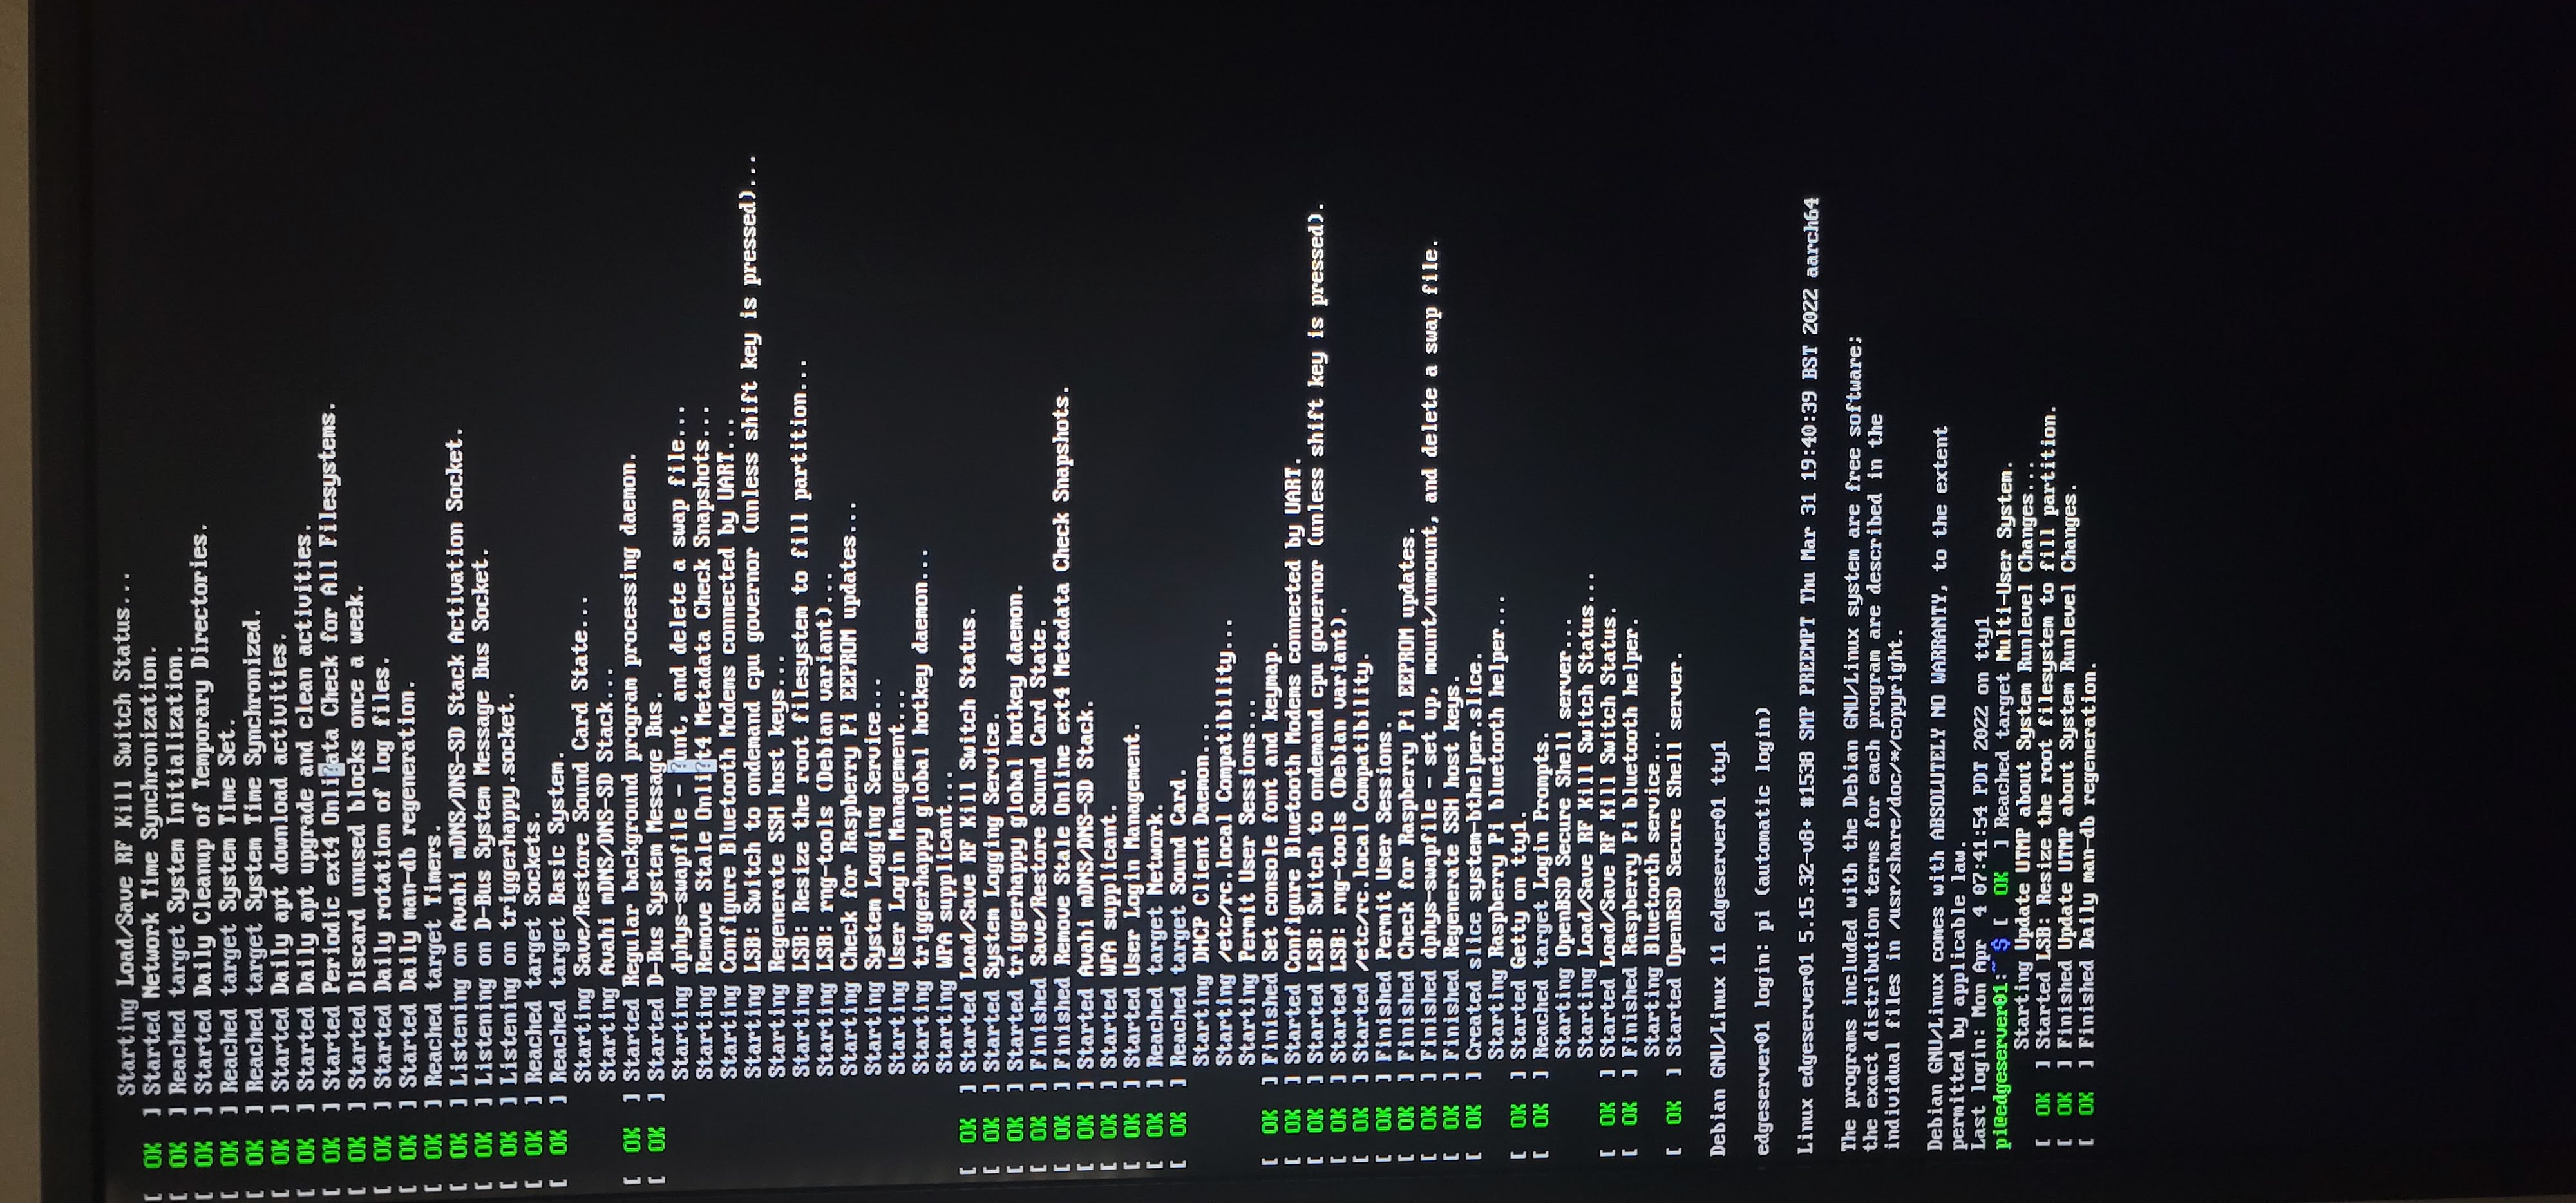 Starting Load/Save RF Kill Switch Status...
[ OK ] Started Network Time Synchronization.
[ OK ] Reached target System Initialization.
[ OK ] Started Daily Cleanup of Temporary Directories.
[ OK ] Reached target System Time Set.
[ OK ] Reached target System Time Synchronized.
[ OK ] Started Daily apt download activities.
[ OK ] Started Daily apt upgrade and clean activities.
[ OK ] Started Periodic ext4 Onli?ata Check for All Filesystems.
[ OK ] Started Discard unused blocks once a week.
[ OK ] Started Daily rotation of log files.
[ OK ] Started Daily man-db regeneration.
[ OK ] Reached target Timers.
[ OK ] Listening on Avahi mDNS/DNS-SD Stack Activation Socket.
[ OK ] Listening on D-Bus System Message Bus Socket.
[ OK ] Listening on triggerhappy.socket.
[ OK ] Reached target Sockets.
[ OK ] Reached target Basic System.
Starting Save/Restore Sound Card State...
Starting Avahi mDNS/DNS-SD Stack...
[ OK ] Started Regular background program processing daemon.
[ OK ] Started D-Bus System Message Bus.
Starting dphys-swapfile - ?unt, and delete a swap file...
Starting Remove Stale Onli?t4 Metadata Check Snapshots...
Starting Configure Bluetooth Modems connected by UART...
Starting LSB: Switch to ondemand cpu governor (unless shift key is pressed)...
Starting Regenerate SSH host keys...
Starting LSB: Resize the root filesystem to fill partition...
Starting LSB: rng-tools (Debian variant)...
Starting Check for Raspberry Pi EEPROM updates...
Starting System Logging Service...
Starting User Login Management...
Starting triggerhappy global hotkey daemon...
Starting WPA supplicant...
[ OK ] Started Load/Save RF Kill Switch Status.
[ OK ] Started System Logging Service.
[ OK ] Started triggerhappy global hotkey daemon.
[ OK ] Finished Save/Restore Sound Card State.
[ OK ] Finished Remove Stale Online ext4 Metadata Check Snapshots.
[ OK ] Started Avahi mDNS/DNS-SD Stack.
[ OK ] Started WPA supplicant.
[ OK ] Started User Login Management.
[ OK ] Reached target Network.
[ OK ] Reached target Sound Card.
Starting DHCP Client Daemon...
Starting /etc/rc.local Compatibility...
Starting Permit User Sessions...
[ OK ] Finished Set console font and keymap.
[ OK ] Started Configure Bluetooth Modems connected by UART.
[ OK ] Started LSB: Switch to ondemand cpu governor (unless shift key is pressed).
[ OK ] Started LSB: rng-tools (Debian variant).
[ OK ] Started /etc/rc.local Compatibility.
[ OK ] Finished Permit User Sessions.
[ OK ] Finished Check for Raspberry Pi EEPROM updates.
[ OK ] Finished dphys-swapfile - set up, mount/unmount, and delete a swap file.
[ OK ] Finished Regenerate SSH host keys.
[ OK ] Created slice system-bthelper.slice.
Starting Raspberry Pi bluetooth helper...
[ OK ] Started Getty on tty1.
[ OK ] Reached target Login Prompts.
Starting OpenBSD Secure Shell server...
Starting Load/Save RF Kill Switch Status...
[ OK ] Started Load/Save RF Kill Switch Status.
[ OK ] Finished Raspberry Pi bluetooth helper.
Starting Bluetooth service...
[ OK ] Started OpenBSD Secure Shell server.
Debian GNU/Linux 11 edgeserver01 tty1
edgeserver01 login: pi (automatic login)
Linux edgeserver01 5.15.32-v8+ #1538 SMP PREEMPT Thu Mar 31 19:40:39 BST 2022 aarch64
The programs included with the Debian GNU/Linux system are free software;
the exact distribution terms for each program are described in the
individual files in /usr/share/doc/*/copyright.
Debian GNU/Linux comes with ABSOLUTELY NO WARRANTY, to the extent
permitted by applicable law.
Last login: Mon Apr  4 07:41:54 PDT 2022 on tty1
pi@edgeserver01:~ $ [ OK ] Reached target Multi-User System.
Starting Update UTMP about System Runlevel Changes...
[ OK ] Started LSB: Resize the root filesystem to fill partition.
[ OK ] Finished Update UTMP about System Runlevel Changes.
[ OK ] Finished Daily man-db regeneration.